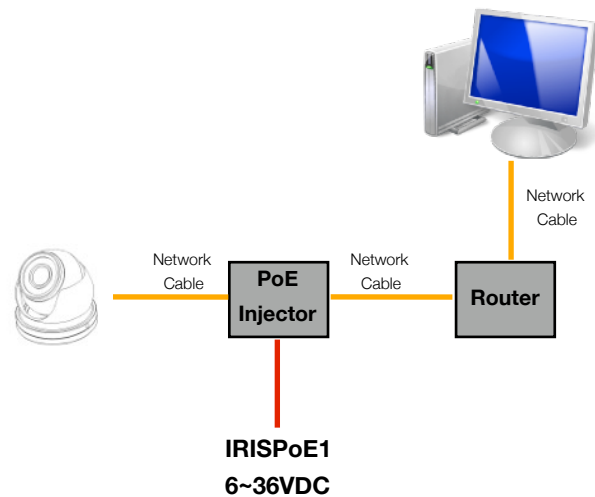 Network
Cable
Network
Cable
PoE
Injector
Network
Cable
Router
IRISPoE1
6~36VDC